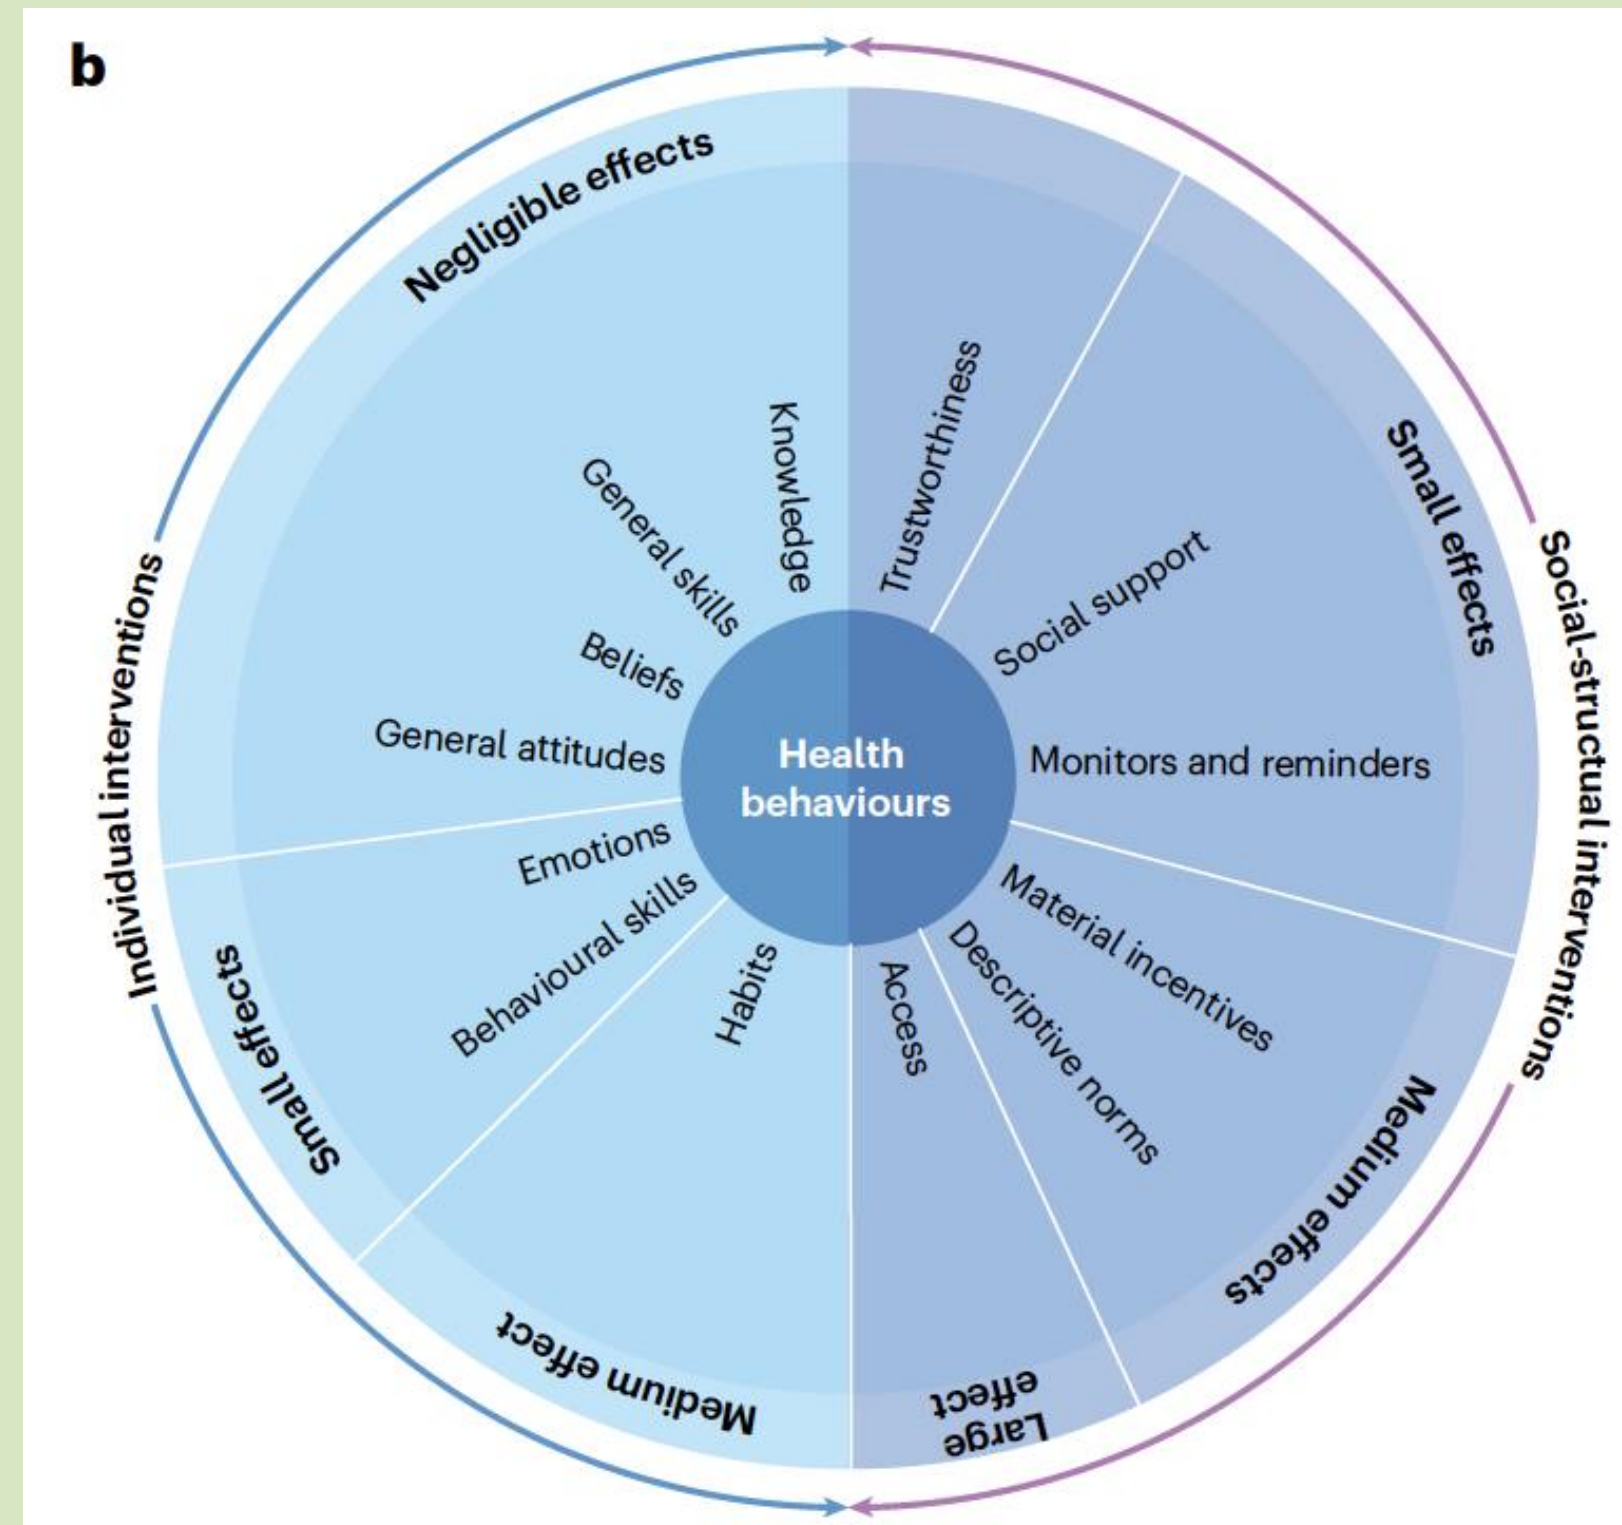 b
Negligible effects
Knowledge
General skills
Beliefs
General attitudes
Individual interventions
Emotions
Behavioural skills
Small effects
Habits
Medium effect
Health
behaviours
Trustworthiness
Social support
Small effects
Monitors and reminders
Social-structual interventions
Material incentives
Descriptive norms
Medium effects
Access
Large
effect